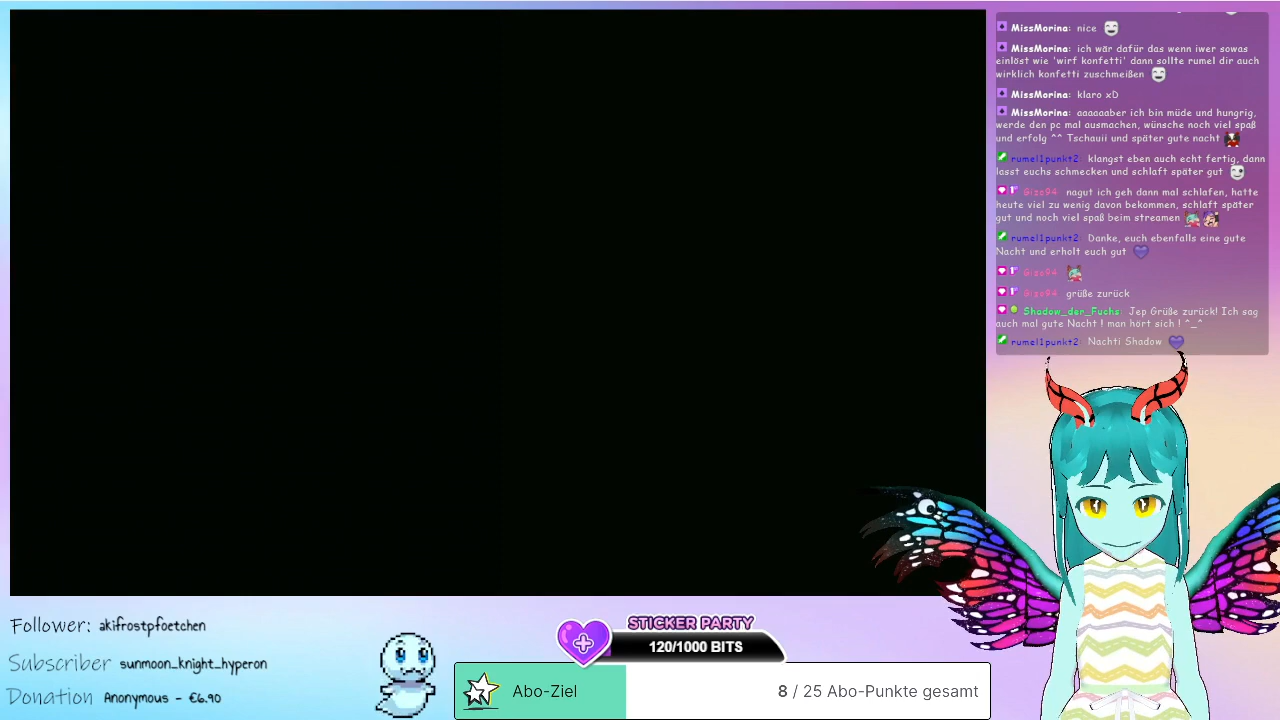 MissMorina: nice
MissMorina: ich wär dafür das wenn iwer sowas
einlöst wie 'wirf konfetti' dann sollte rumel dir auch
wirklich konfetti zuschmeißen
MissMorina: klaro xD
MissMorina: aaaaaaber ich bin müde und hungrig,
werde den pc mal ausmachen, wünsche noch viel spaß
und erfolg ^^ Tschauii und später gute nacht
rumel1punkt2: klangst eben auch echt fertig, dann
lasst euchs schmecken und schlaft später gut
Gizo94: nagut ich geh dann mal schlafen, hatte
heute viel zu wenig davon bekommen, schlaft später
gut und noch viel spaß beim streamen
rumel1punkt2: Danke, euch ebenfalls eine gute
Nacht und erholt euch gut
Gizo94:
Gizo94: grüße zurück
Shadow_der_Fuchs: Jep Grüße zurück! Ich sag
auch mal gute Nacht ! man hört sich ! ^_^
rumel1punkt2: Nachti Shadow
Follower: akifrostpfoetchen
Subscriber sunmoon_knight_hyperon
Donation Anonymous - €6.90
STICKER PARTY
120/1000 BITS
Abo-Ziel
8 / 25 Abo-Punkte gesamt